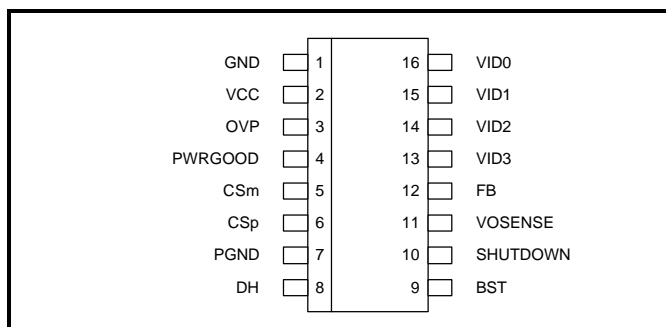 GND 1 16 VID0
VCC 2 15 VID1
OVP 3 14 VID2
PWRGOOD 4 13 VID3
CSm 5 12 FB
CSp 6 11 VOSENSE
PGND 7 10 SHUTDOWN
DH 8 9 BST